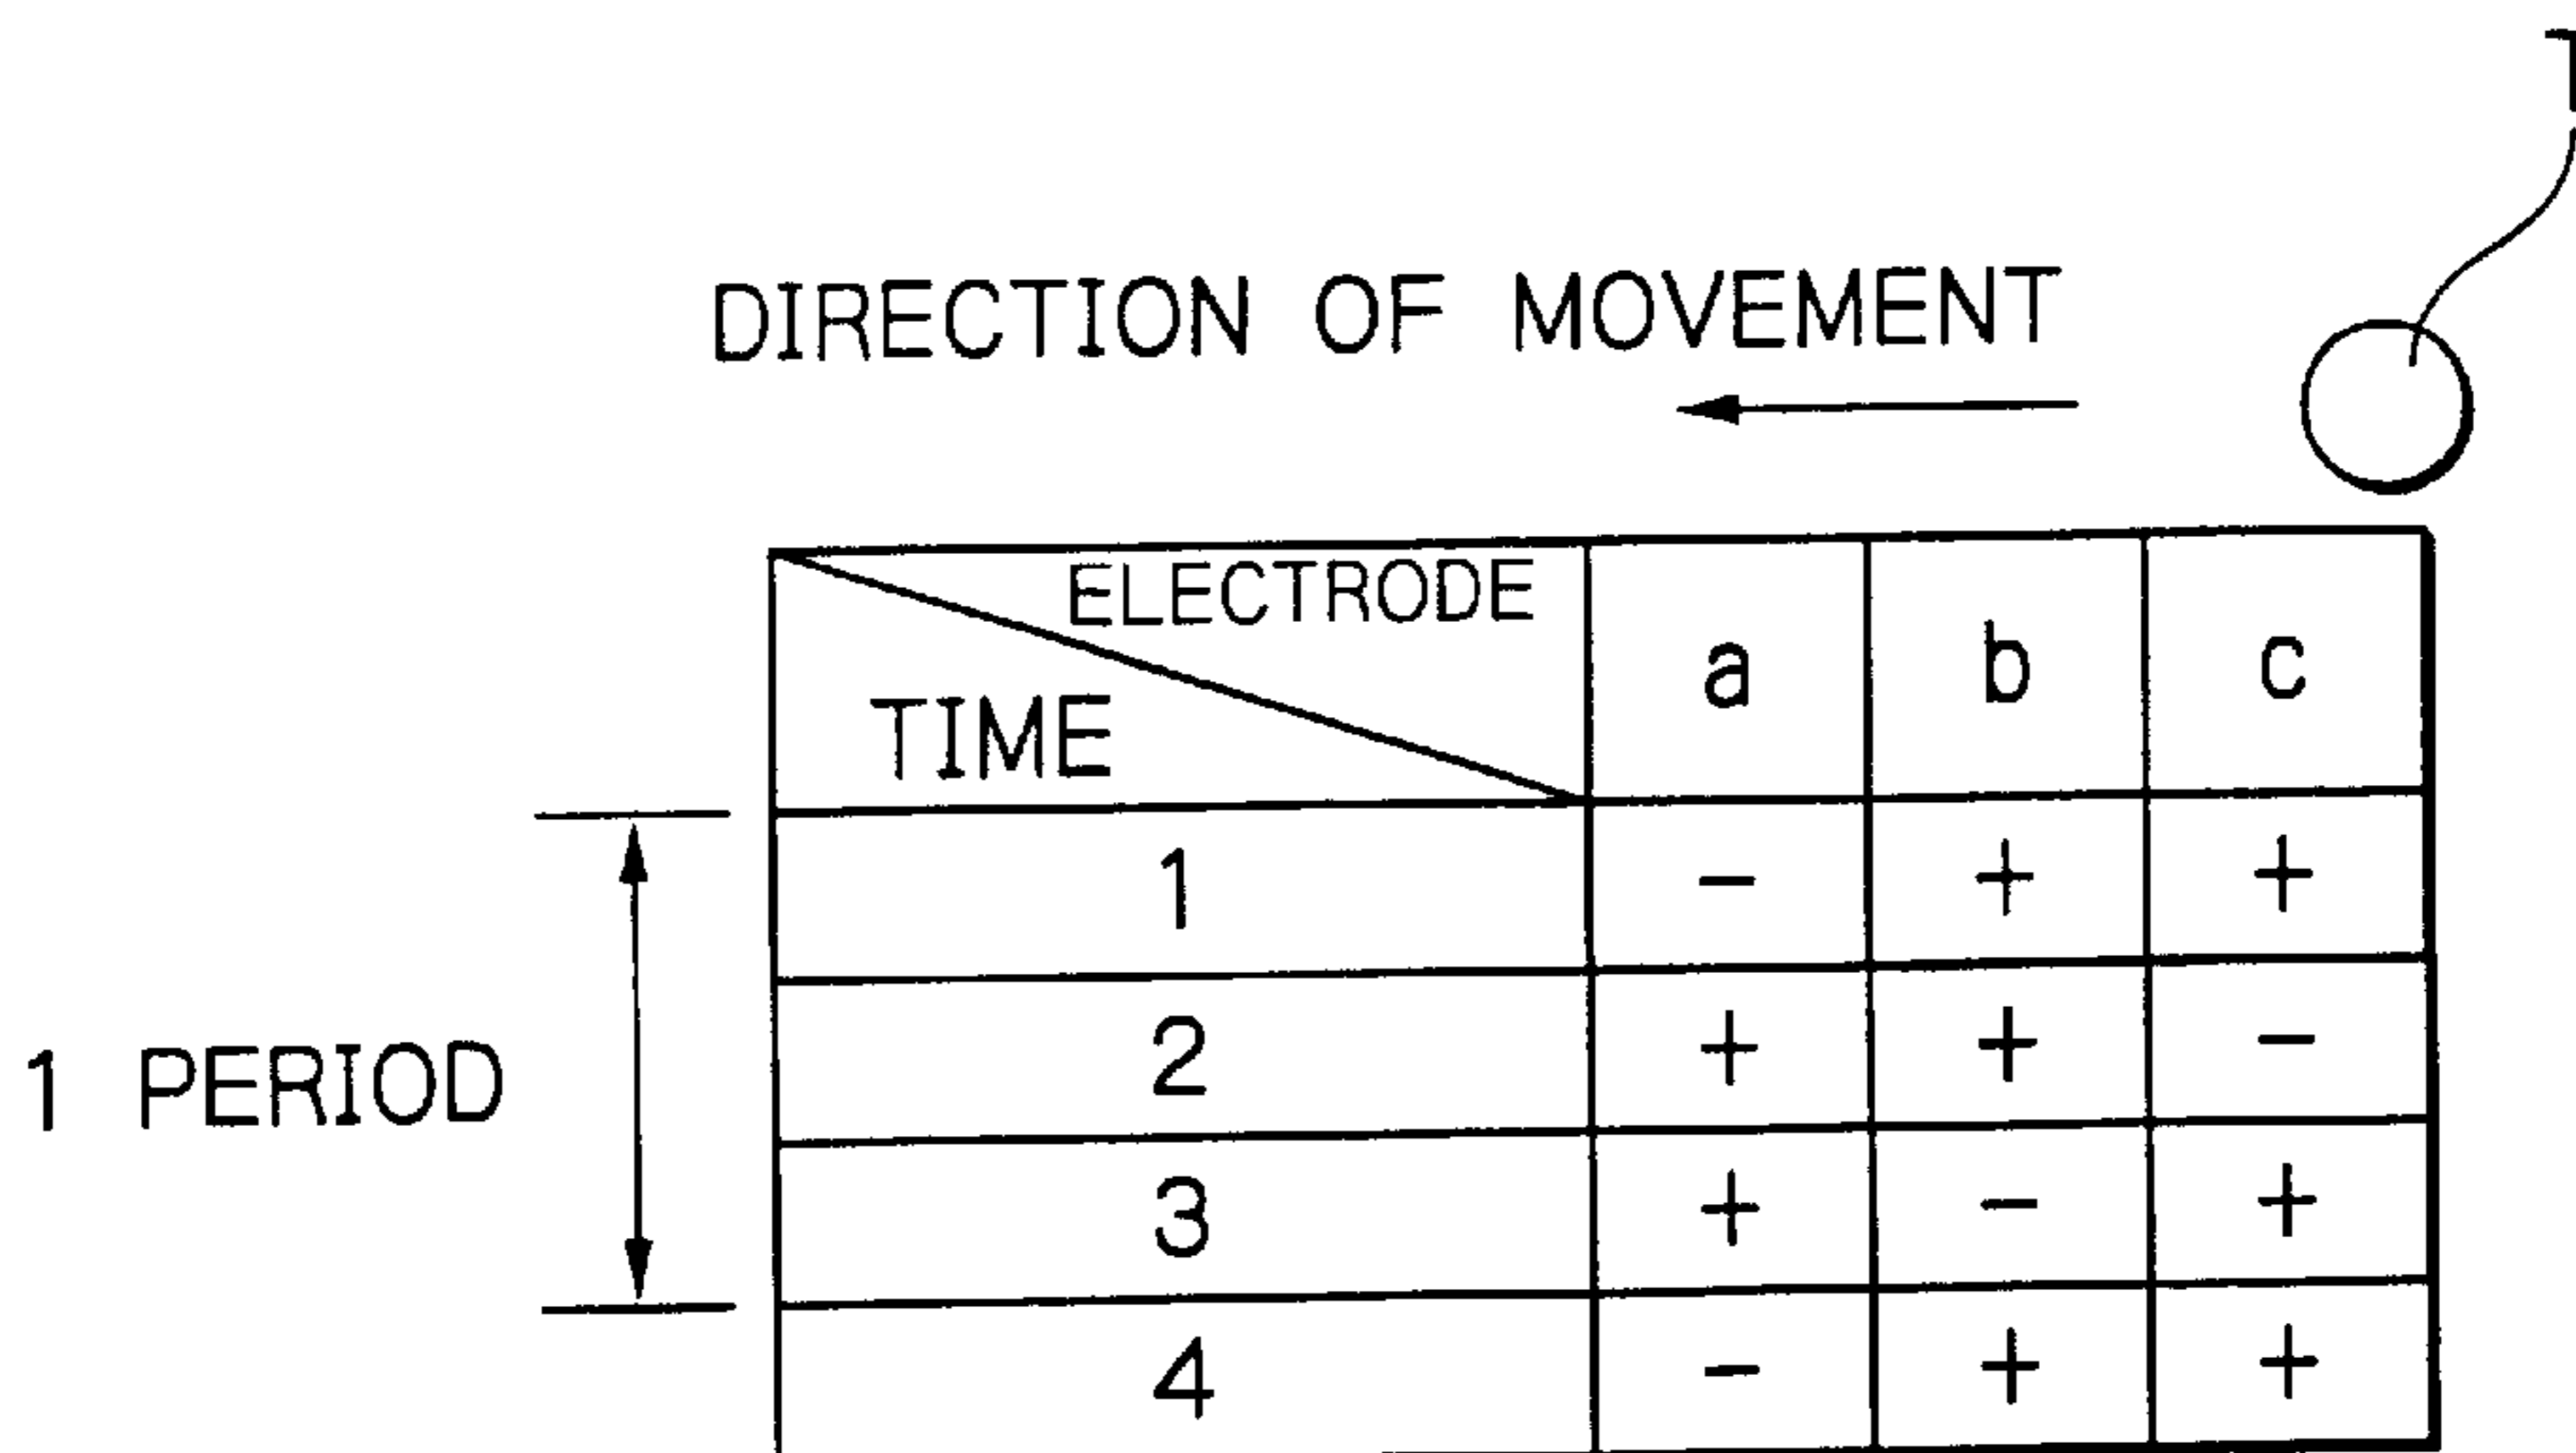 T
DIRECTION OF MOVEMENT
ELECTRODE
TIME
a b c
1 - + +
2 + + -
1 PERIOD
3 + - +
4 - + +